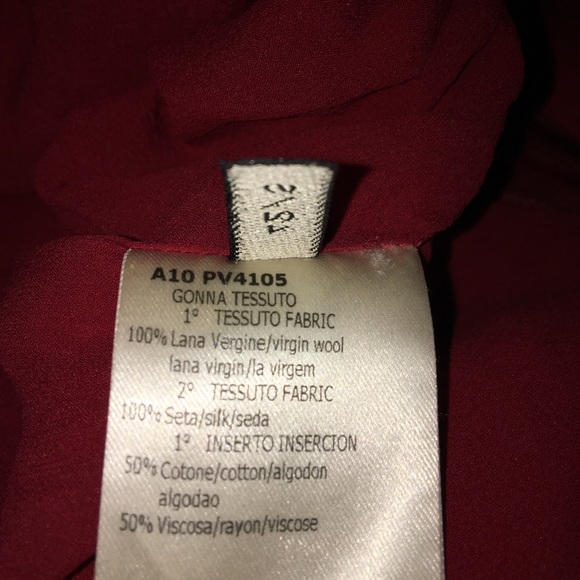 A10 PV4105
GONNA TESSUTO
1° TESSUTO FABRIC
100% Lana Vergine/virgin wool
lana virgin/la virgem
2° TESSUTO FABRIC
100% Seta/silk/seda
1° INSERTO INSERCION
50% Cotone/cotton/algodon
algodao
50% Viscosa/rayon/viscose